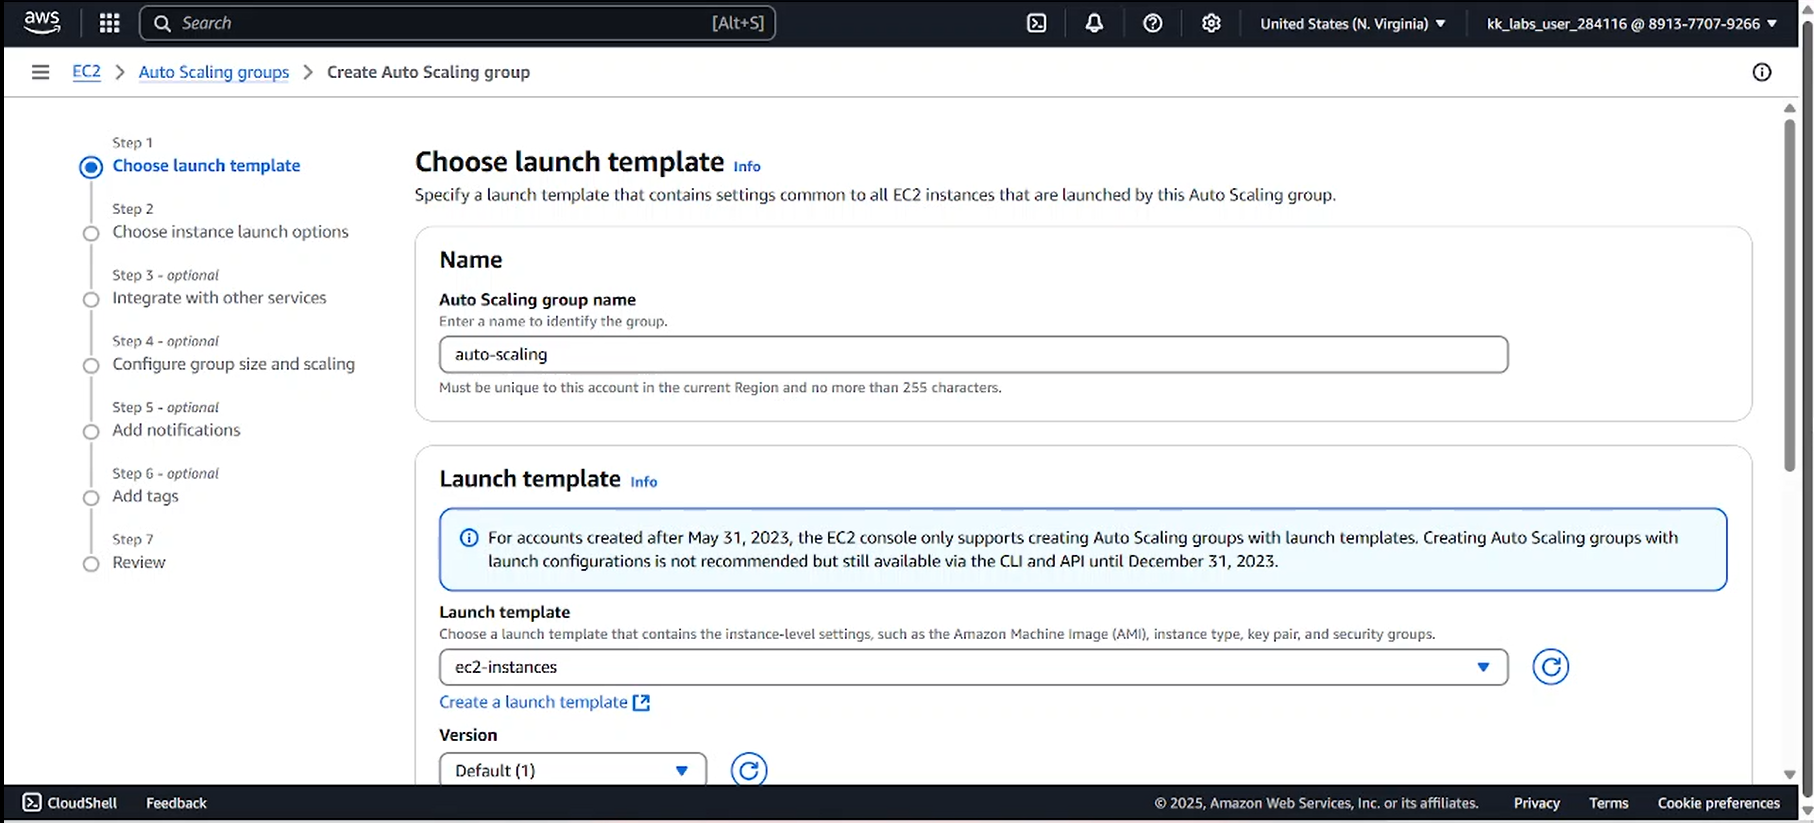 aws
Search [Alt+S]
United States (N. Virginia)
kk_labs_user_284116 @ 8913-7707-9266
EC2
Auto Scaling groups
Create Auto Scaling group
Step 1
Choose launch template
Step 2
Choose instance launch options
Step 3 - optional
Integrate with other services
Step 4 - optional
Configure group size and scaling
Step 5 - optional
Add notifications
Step 6 - optional
Add tags
Step 7
Review
Choose launch template Info
Specify a launch template that contains settings common to all EC2 instances that are launched by this Auto Scaling group.
Name
Auto Scaling group name
Enter a name to identify the group.
auto-scaling
Must be unique to this account in the current Region and no more than 255 characters.
Launch template Info
For accounts created after May 31, 2023, the EC2 console only supports creating Auto Scaling groups with launch templates. Creating Auto Scaling groups with
launch configurations is not recommended but still available via the CLI and API until December 31, 2023.
Launch template
Choose a launch template that contains the instance-level settings, such as the Amazon Machine Image (AMI), instance type, key pair, and security groups.
ec2-instances
Create a launch template
Version
Default (1)
CloudShell
Feedback
© 2025, Amazon Web Services, Inc. or its affiliates.
Privacy
Terms
Cookie preferences